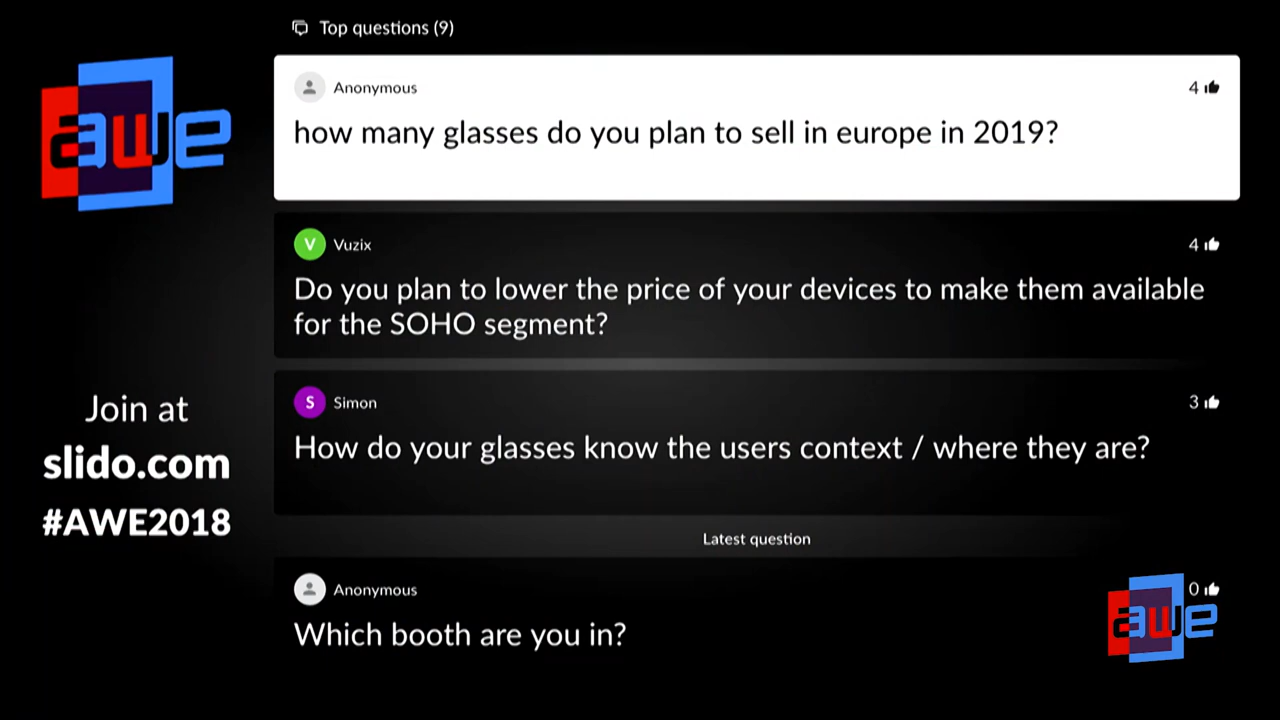 Top questions (9)
awe
Anonymous
4
how many glasses do you plan to sell in europe in 2019?
V
Vuzix
4
Do you plan to lower the price of your devices to make them available
for the SOHO segment?
S
Simon
3
How do your glasses know the users context / where they are?
Join at
slido.com
#AWE2018
Latest question
Anonymous
0
Which booth are you in?
awe